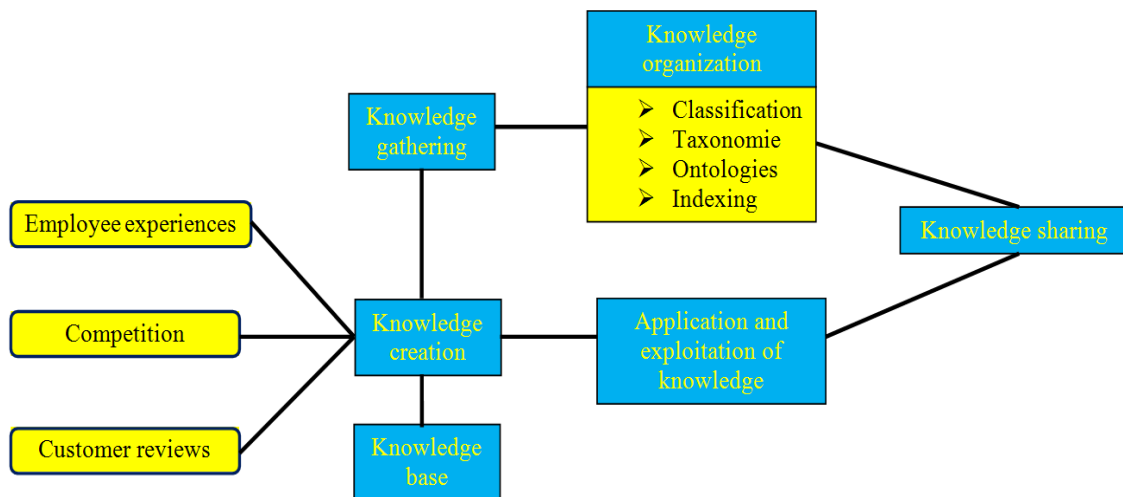 Knowledge
organization
Classification
Taxonomie
Ontologies
Indexing
Knowledge
gathering
Employee experiences
Competition
Customer reviews
Knowledge
creation
Knowledge
base
Application and
exploitation of
knowledge
Knowledge sharing